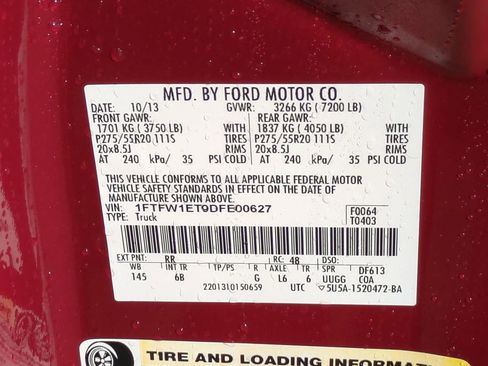 MFD. BY FORD MOTOR CO.
DATE: 10/13 GVWR: 3266 KG ( 7200 LB)
FRONT GAWR: REAR GAWR:
1701 KG ( 3750 LB) WITH 1837 KG ( 4050 LB) WITH
P275/55R20 111S TIRES P275/55R20 111S TIRES
20x8.5J RIMS 20x8.5J RIMS
AT 240 kPa/ 35 PSI COLD AT 240 kPa/ 35 PSI COLD
THIS VEHICLE CONFORMS TO ALL APPLICABLE FEDERAL MOTOR
VEHICLE SAFETY STANDARDS IN EFFECT ON THE DATE OF
MANUFACTURE SHOWN ABOVE.
VIN: 1FTFW1ET9DFE00627 F0064
TYPE: Truck T0403
EXT PNT: RR RC: 48 DF613
WB INT TR TP/PS R AXLE TR SPR
145 6B G L6 6 UUGG COA
2201310150659 UTC 5U5A-1520472-BA
TIRE AND LOADING INFORMATION